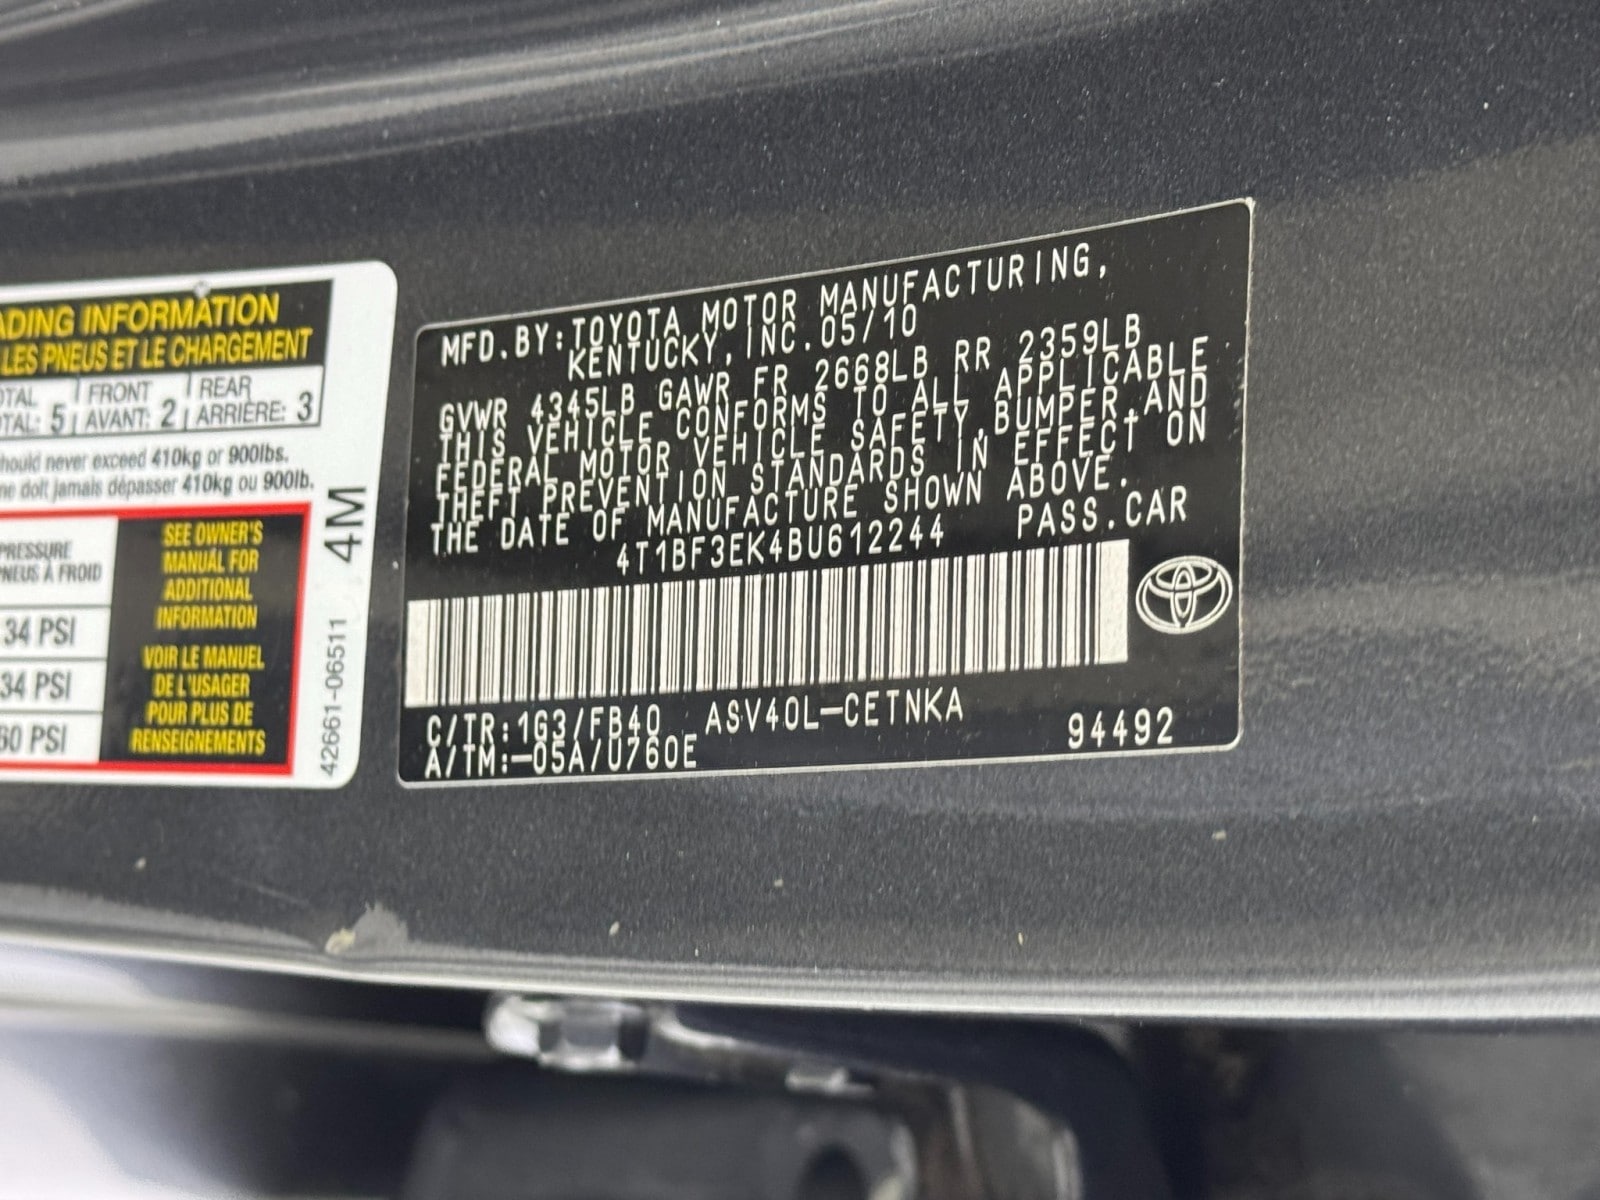 ADING INFORMATION
LES PNEUS ET LE CHARGEMENT
FRONT REAR
5 AVANT: 2 ARRIÈRE: 3
hould never exceed 410kg or 900lbs.
ne doit jamais dépasser 410kg ou 900lb.
PRESSURE
PNEUS À FROID
34 PSI
34 PSI
60 PSI
SEE OWNER'S
MANUAL FOR
ADDITIONAL
INFORMATION
VOIR LE MANUEL
DE L'USAGER
POUR PLUS DE
RENSEIGNEMENTS
4M
42661-06511
MFD.BY:TOYOTA MOTOR MANUFACTURING,
KENTUCKY, INC.05/10
GVWR 4345LB GAWR FR 2668LB RR 2359LB
THIS VEHICLE CONFORMS TO ALL APPLICABLE
FEDERAL MOTOR VEHICLE SAFETY,BUMPER,AND
THEFT PREVENTION STANDARDS IN EFFECT ON
THE DATE OF MANUFACTURE SHOWN ABOVE.
4T1BF3EK4BU612244 PASS.CAR
C/TR:1G3/FB40 ASV40L-CETNKA
A/TM:-05A/U760E 94492